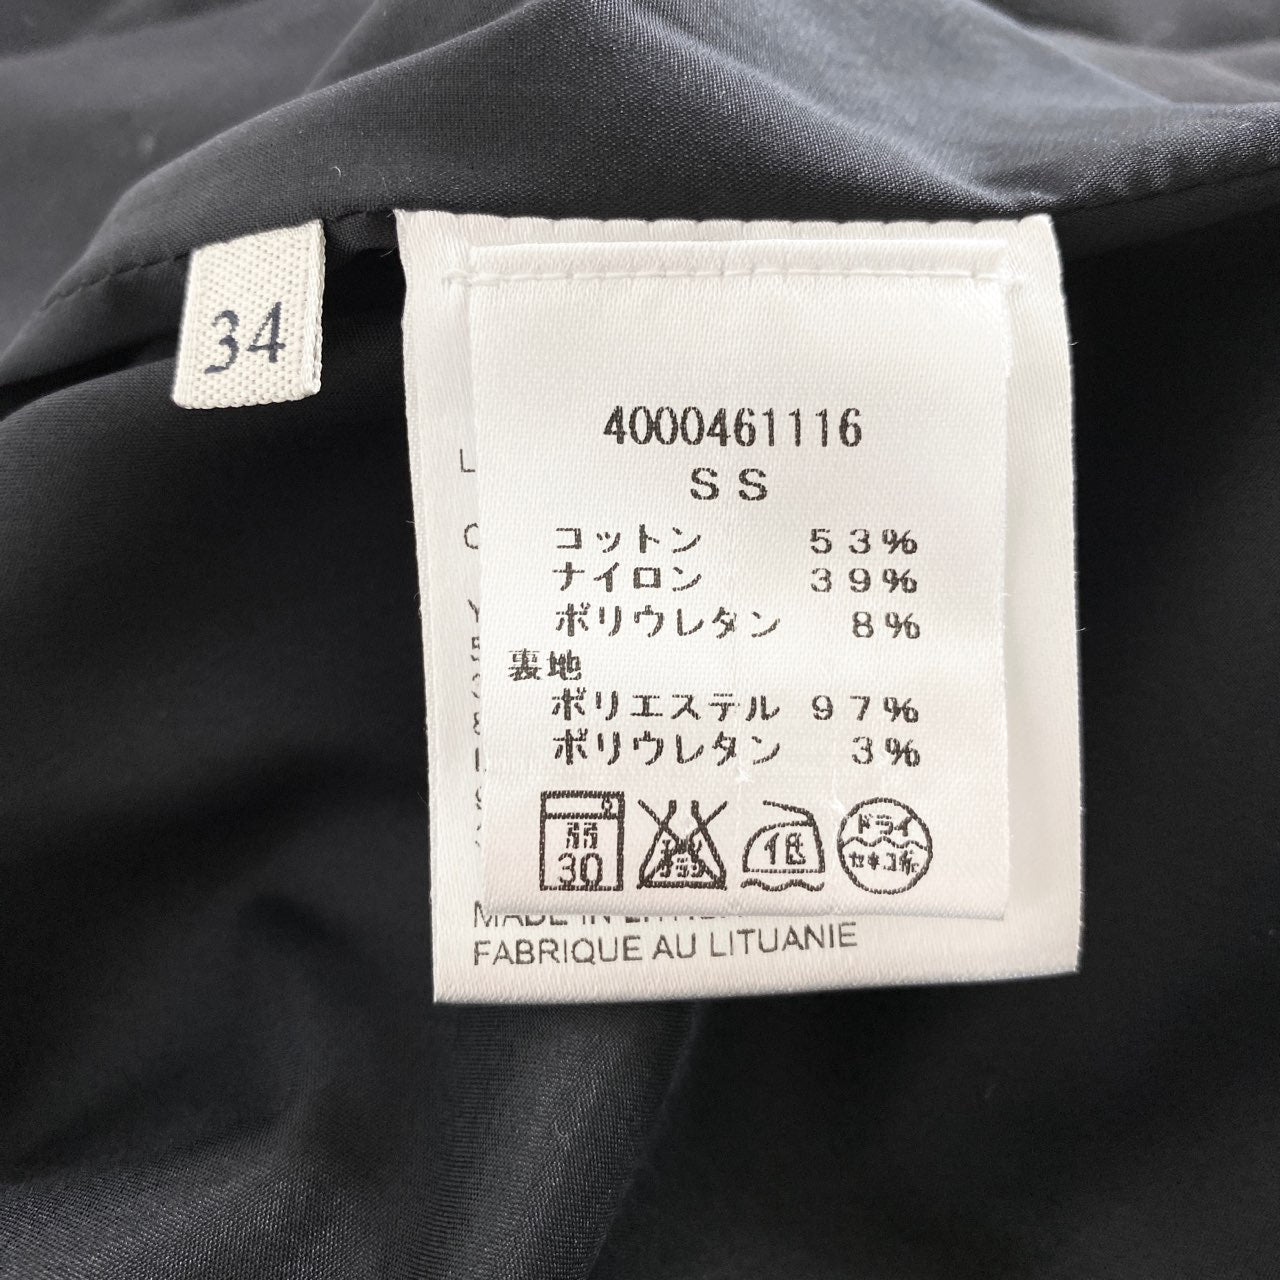 34
4000461116
SS
コットン 53%
ナイロン 39%
ポリウレタン 8%
裏地
ポリエステル 97%
ポリウレタン 3%
弱
30
低
ドライ
セキユ系
MADE IN
FABRIQUE AU LITUANIE